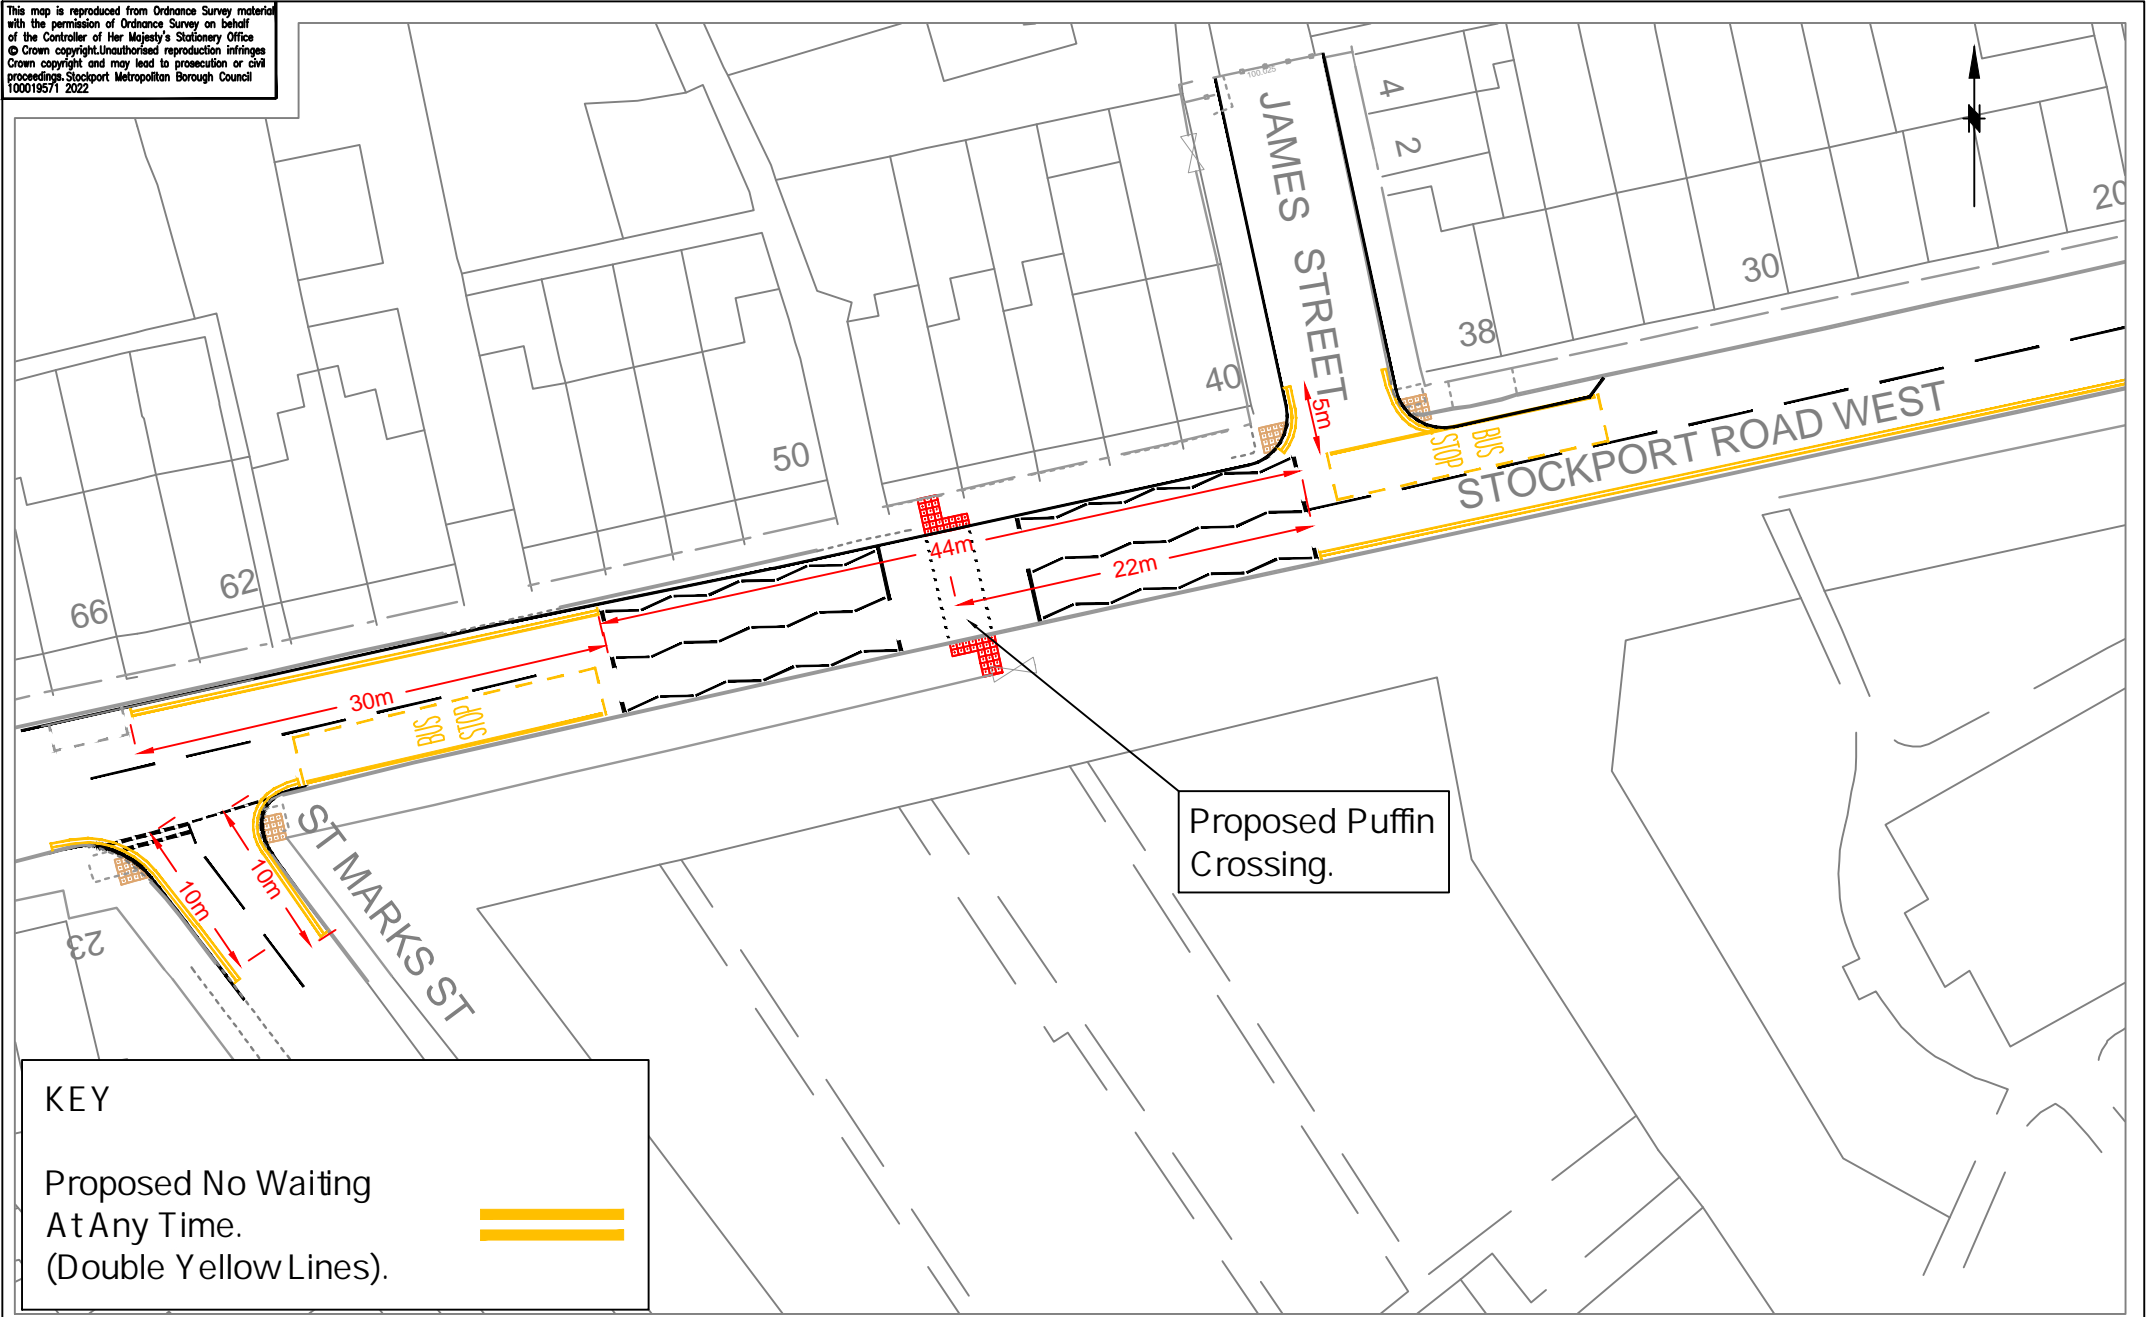 This map is reproduced from Ordnance Survey material
with the permission of Ordnance Survey on behalf
of the Controller of Her Majesty's Stationery Office
© Crown copyright.Unauthorised reproduction infringes
Crown copyright and may lead to prosecution or civil
proceedings. Stockport Metropolitan Borough Council
100019571 2022
100.025
JAMES STREET
4
2
N
20
30
38
40
5m
BUS
STOP
STOCKPORT ROAD WEST
50
44m
22m
62
66
30m
BUS
STOP
Proposed Puffin
Crossing.
10m
10m
ST MARKS ST
23
KEY
Proposed No Waiting
At Any Time.
(Double Yellow Lines).